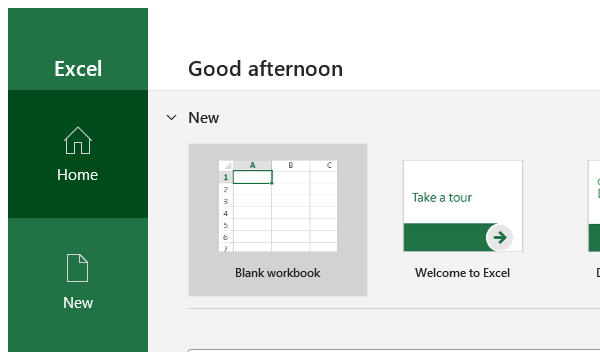 Excel
Good afternoon
Home
New
New
A B C
1
2
3
4
5
6
7
Blank workbook
Take a tour
Welcome to Excel